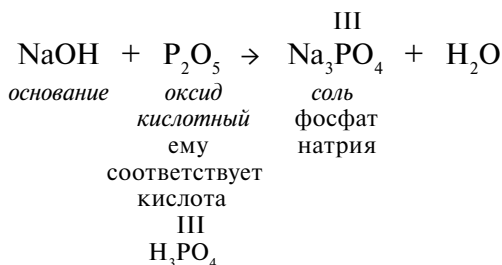 III
NaOH + P₂O₅ → Na₃PO₄ + H₂O
основание оксид соль
кислотный фосфат
ему натрия
соответствует
кислота
III
H₃PO₄